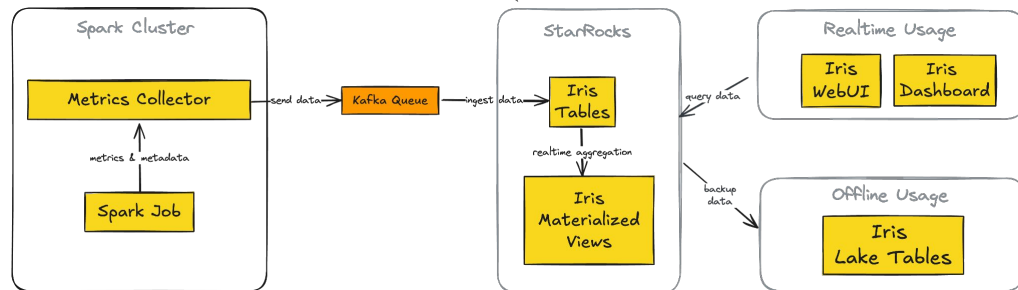 Spark Cluster
Metrics Collector
metrics & metadata
Spark Job
send data
Kafka Queue
ingest data
StarRocks
Iris
Tables
realtime aggregation
Iris
Materialized
Views
query data
backup
data
Realtime Usage
Iris
WebUI
Iris
Dashboard
Offline Usage
Iris
Lake Tables